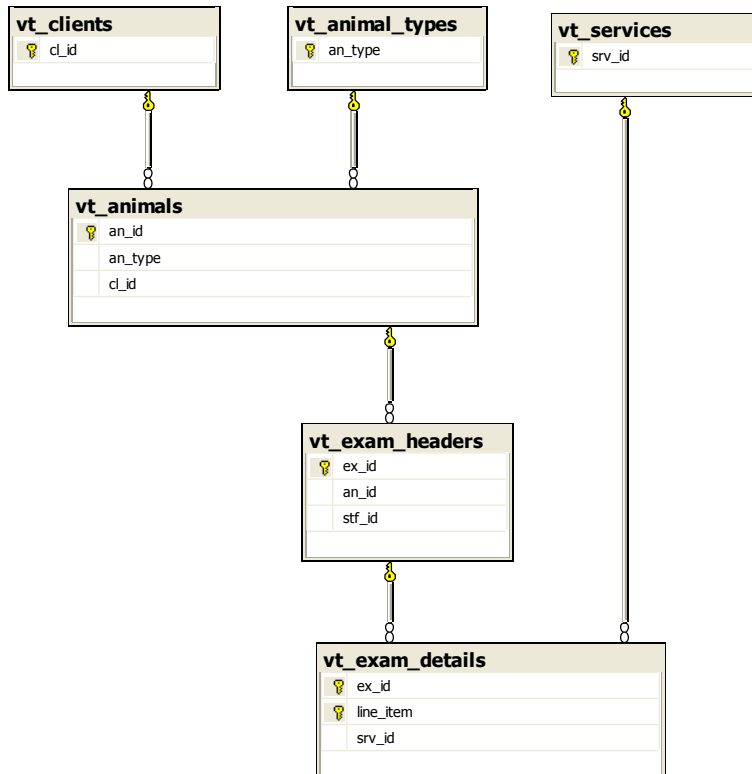 vt_clients
cl_id
vt_animal_types
an_type
vt_services
srv_id
vt_animals
an_id
an_type
cl_id
vt_exam_headers
ex_id
an_id
stf_id
vt_exam_details
ex_id
line_item
srv_id